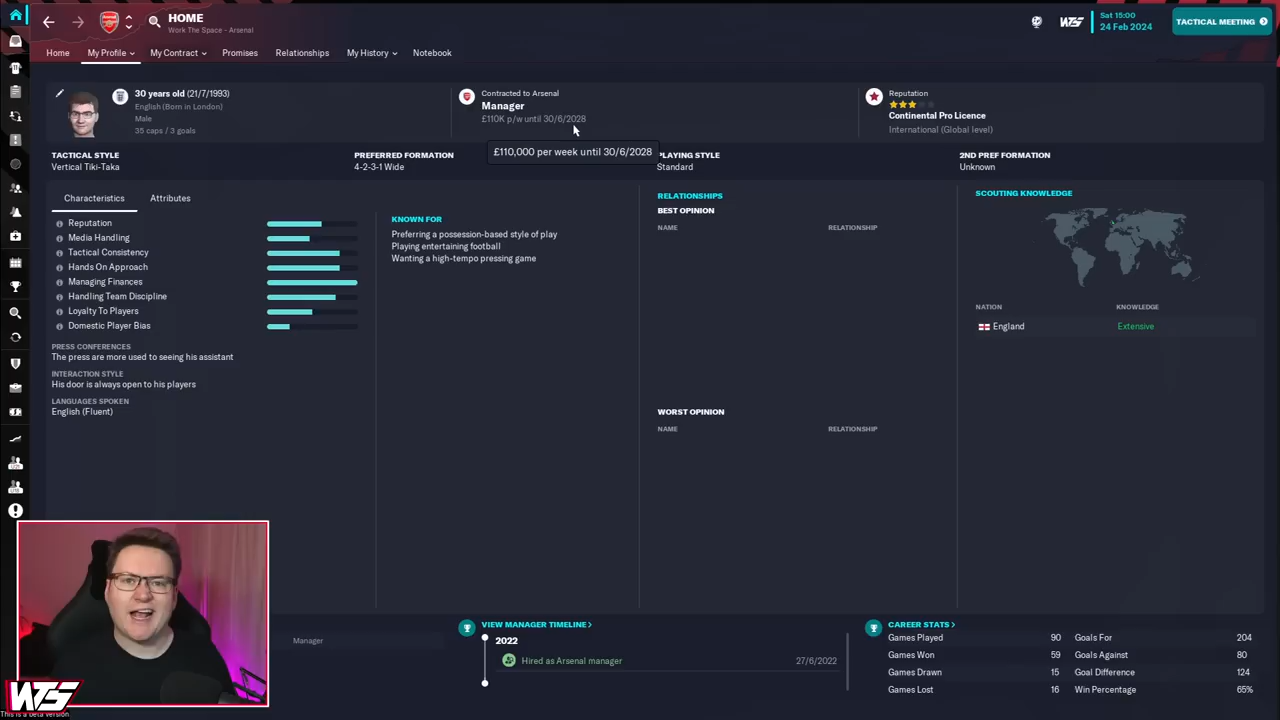 HOME
Work The Space - Arsenal
WTS
Sat 15:00
24 Feb 2024
TACTICAL MEETING
Home
My Profile
My Contract
Promises
Relationships
My History
Notebook
30 years old (21/7/1993)
English (Born in London)
Male
35 caps / 3 goals
Contracted to Arsenal
Manager
£110K p/w until 30/6/2028
£110,000 per week until 30/6/2028
Reputation
Continental Pro Licence
International (Global level)
TACTICAL STYLE
Vertical Tiki-Taka
PREFERRED FORMATION
4-2-3-1 Wide
PLAYING STYLE
Standard
2ND PREF FORMATION
Unknown
Characteristics
Attributes
Reputation
Media Handling
Tactical Consistency
Hands On Approach
Managing Finances
Handling Team Discipline
Loyalty To Players
Domestic Player Bias
PRESS CONFERENCES
The press are more used to seeing his assistant
INTERACTION STYLE
His door is always open to his players
LANGUAGES SPOKEN
English (Fluent)
KNOWN FOR
Preferring a possession-based style of play
Playing entertaining football
Wanting a high-tempo pressing game
RELATIONSHIPS
BEST OPINION
NAME RELATIONSHIP
WORST OPINION
NAME RELATIONSHIP
SCOUTING KNOWLEDGE
NATION KNOWLEDGE
England Extensive
Manager
VIEW MANAGER TIMELINE >
2022
Hired as Arsenal manager 27/6/2022
CAREER STATS >
Games Played 90 Goals For 204
Games Won 59 Goals Against 80
Games Drawn 15 Goal Difference 124
Games Lost 16 Win Percentage 65%
WTS
This is a beta version